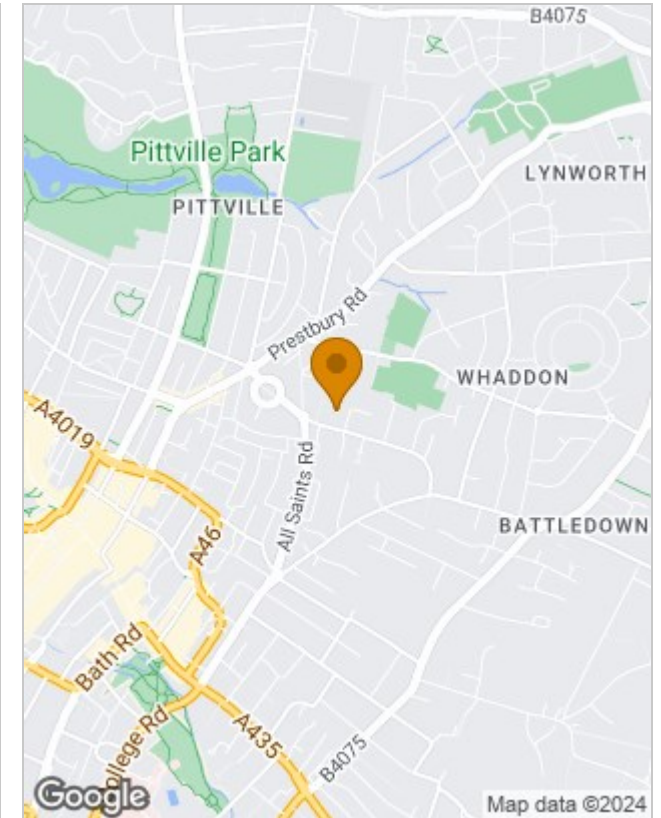 B4075
Pittville Park
LYNWORTH
PITTVILLE
Prestbury Rd
WHADDON
A4019
All Saints Rd
BATTLEDOWN
A46
Bath Rd
College Rd
A435
B4075
Google
Map data ©2024